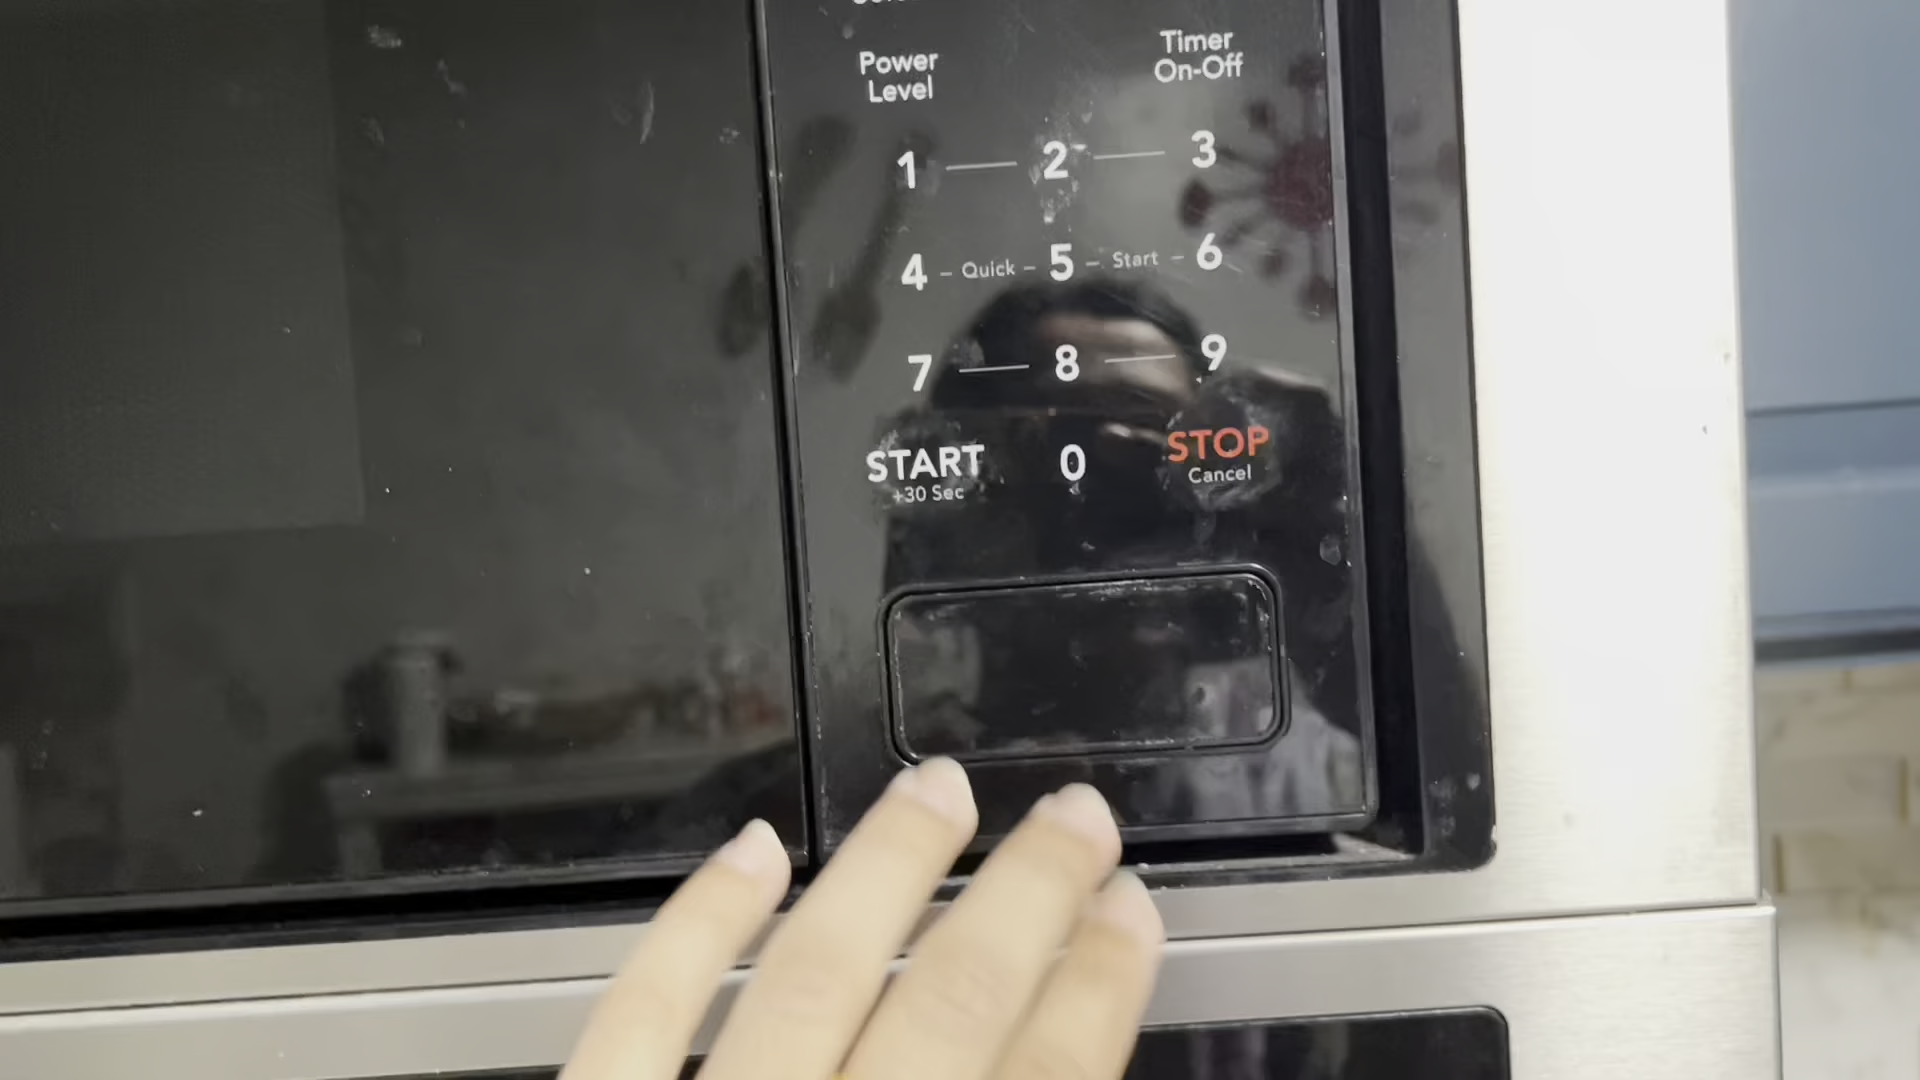 Power
Level
Timer
On-Off
1 2 3
4 Quick 5 Start 6
7 8 9
START
+30 Sec
0
STOP
Cancel